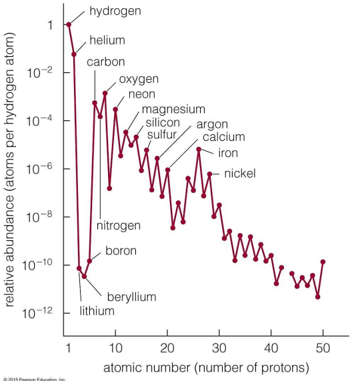 hydrogen
helium
carbon
oxygen
neon
magnesium
silicon
sulfur
argon
calcium
iron
nickel
nitrogen
boron
beryllium
lithium
relative abundance (atoms per hydrogen atom)
1
10⁻²
10⁻⁴
10⁻⁶
10⁻⁸
10⁻¹⁰
10⁻¹²
1 10 20 30 40 50
atomic number (number of protons)
© 2015 Pearson Education, Inc.